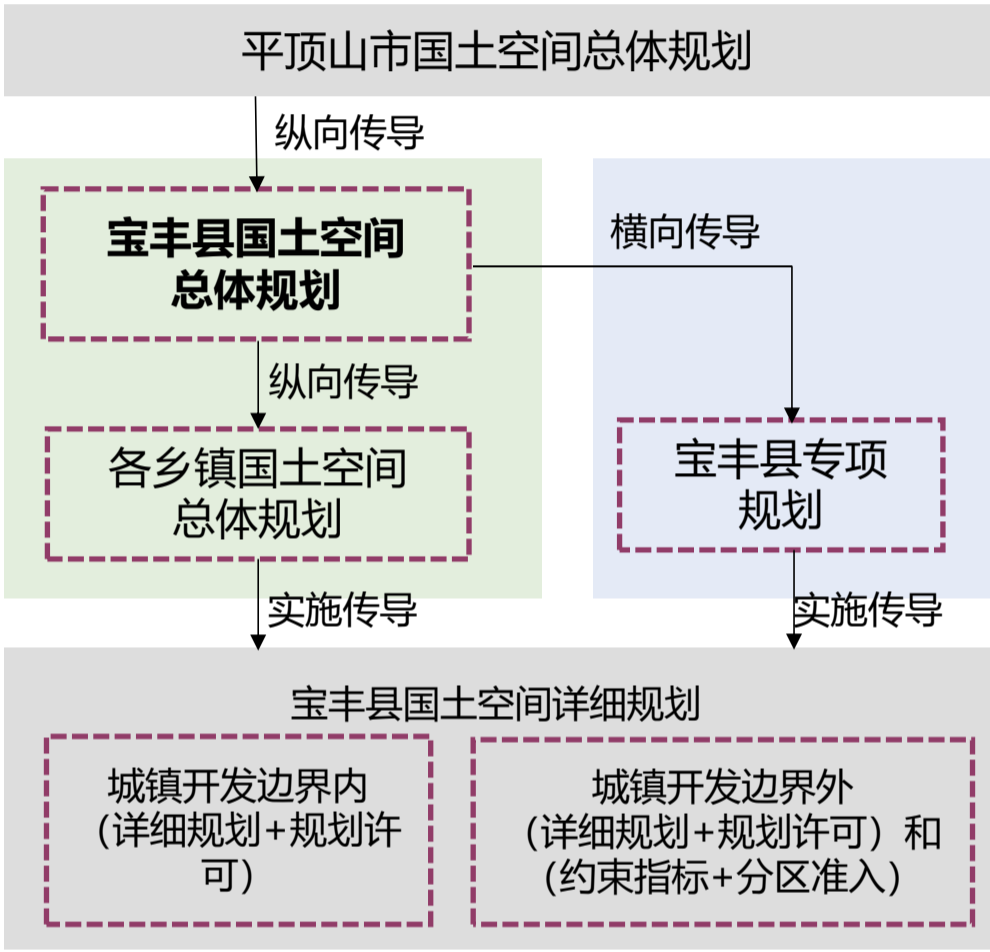 平顶山市国土空间总体规划
纵向传导
宝丰县国土空间
总体规划
横向传导
纵向传导
各乡镇国土空间
总体规划
宝丰县专项
规划
实施传导
实施传导
宝丰县国土空间详细规划
城镇开发边界内
（详细规划+规划许
可）
城镇开发边界外
（详细规划+规划许可）和
（约束指标+分区准入）